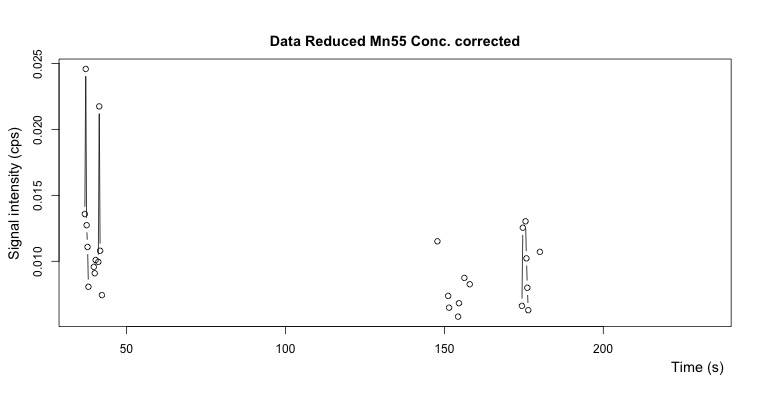 Data Reduced Mn55 Conc. corrected
Signal intensity (cps)
0.025
0.020
0.015
0.010
50 100 150 200
Time (s)